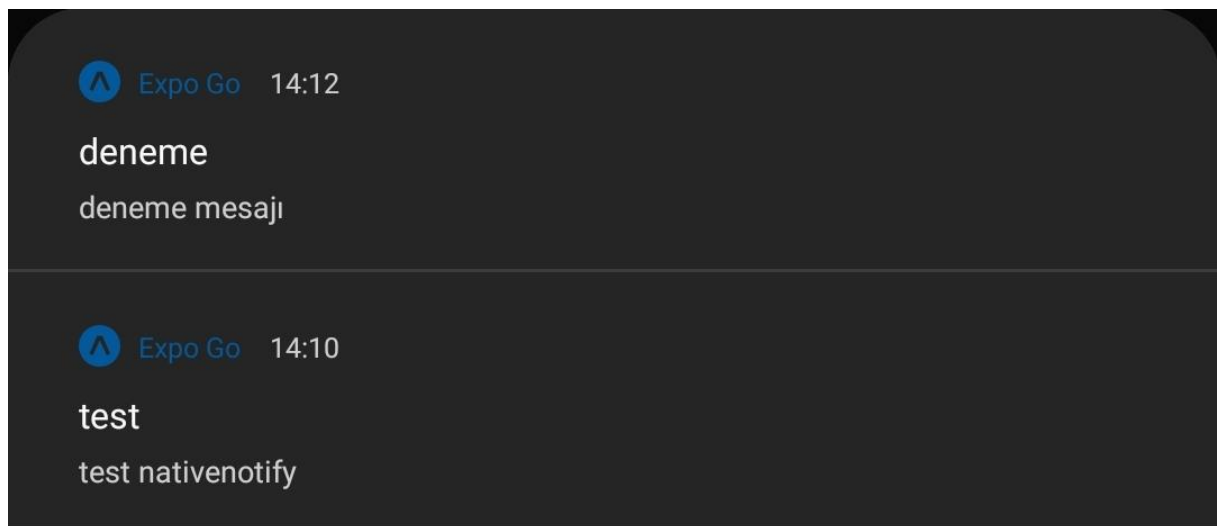 Expo Go 14:12
deneme
deneme mesajı
Expo Go 14:10
test
test nativenotify